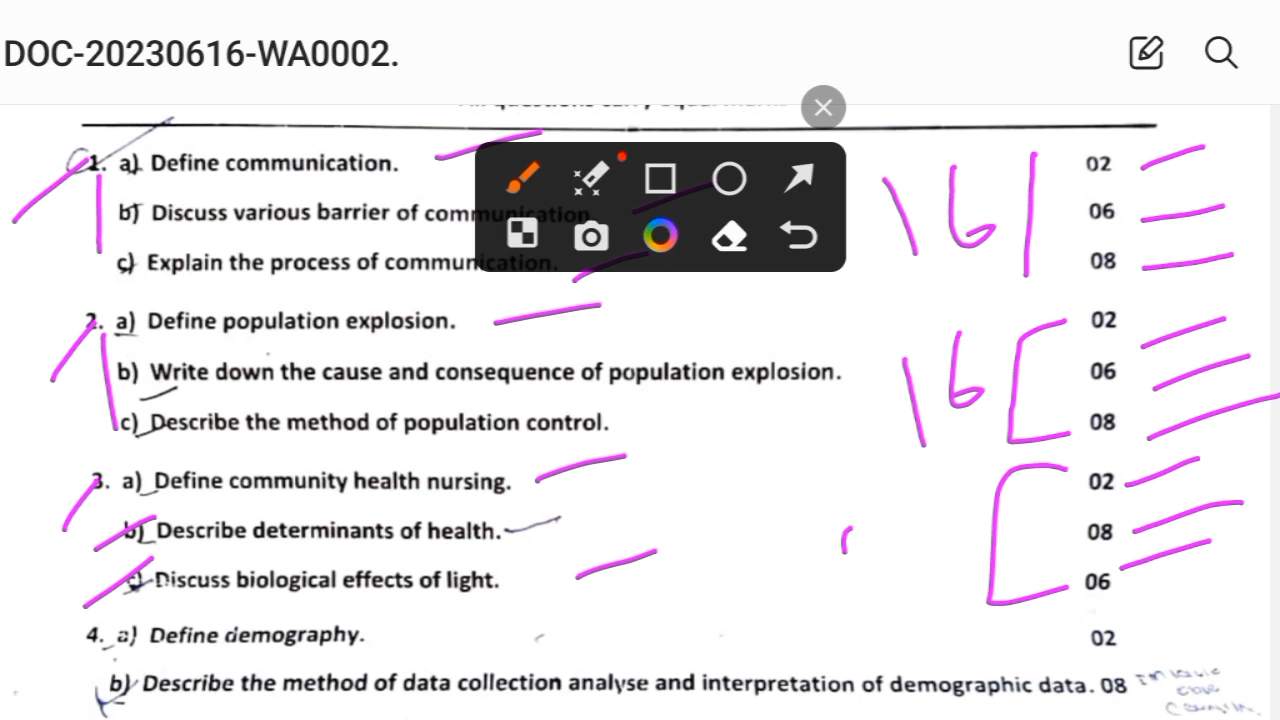 DOC-20230616-WA0002.
1. a) Define communication. 02
b) Discuss various barrier of communication. 06
c) Explain the process of communication. 08
16
2. a) Define population explosion. 02
b) Write down the cause and consequence of population explosion. 06
c) Describe the method of population control. 08
16
3. a) Define community health nursing. 02
b) Describe determinants of health. 08
c) Discuss biological effects of light. 06
4. a) Define demography. 02
b) Describe the method of data collection analyse and interpretation of demographic data. 08